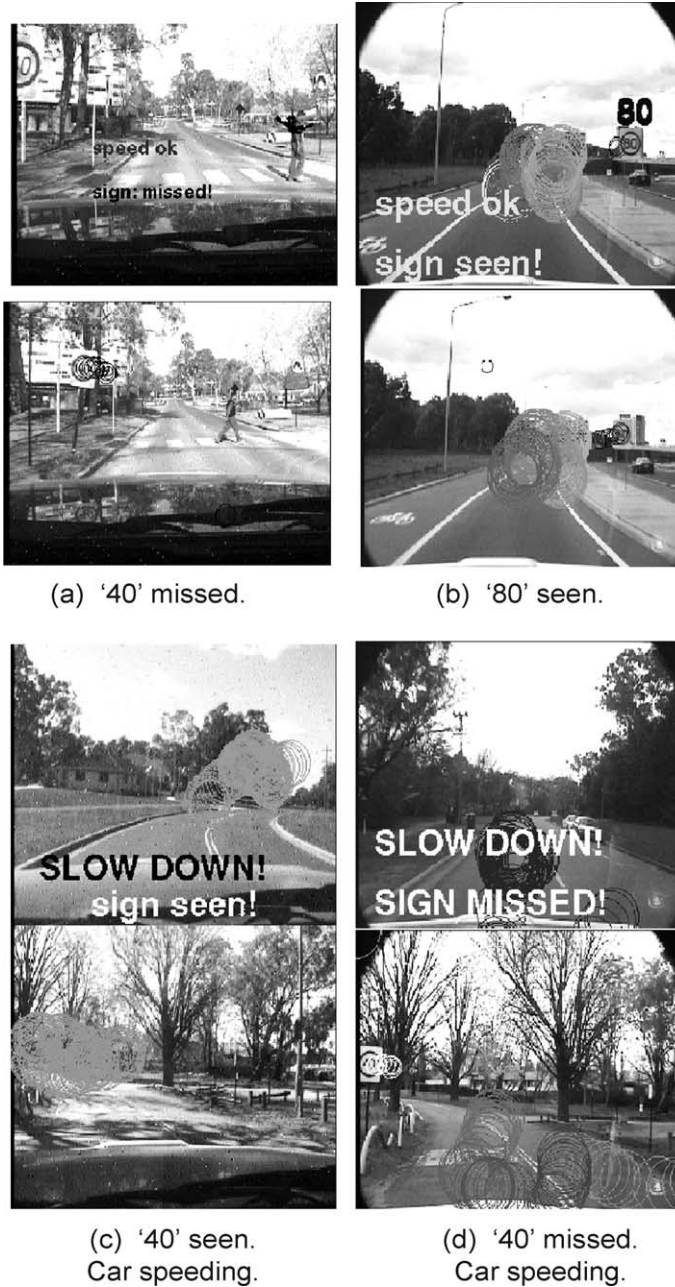 speed ok
sign: missed!
80
80
speed ok
sign seen!
(a) '40' missed.
(b) '80' seen.
SLOW DOWN!
sign seen!
SLOW DOWN!
SIGN MISSED!
(c) '40' seen.
Car speeding.
(d) '40' missed.
Car speeding.